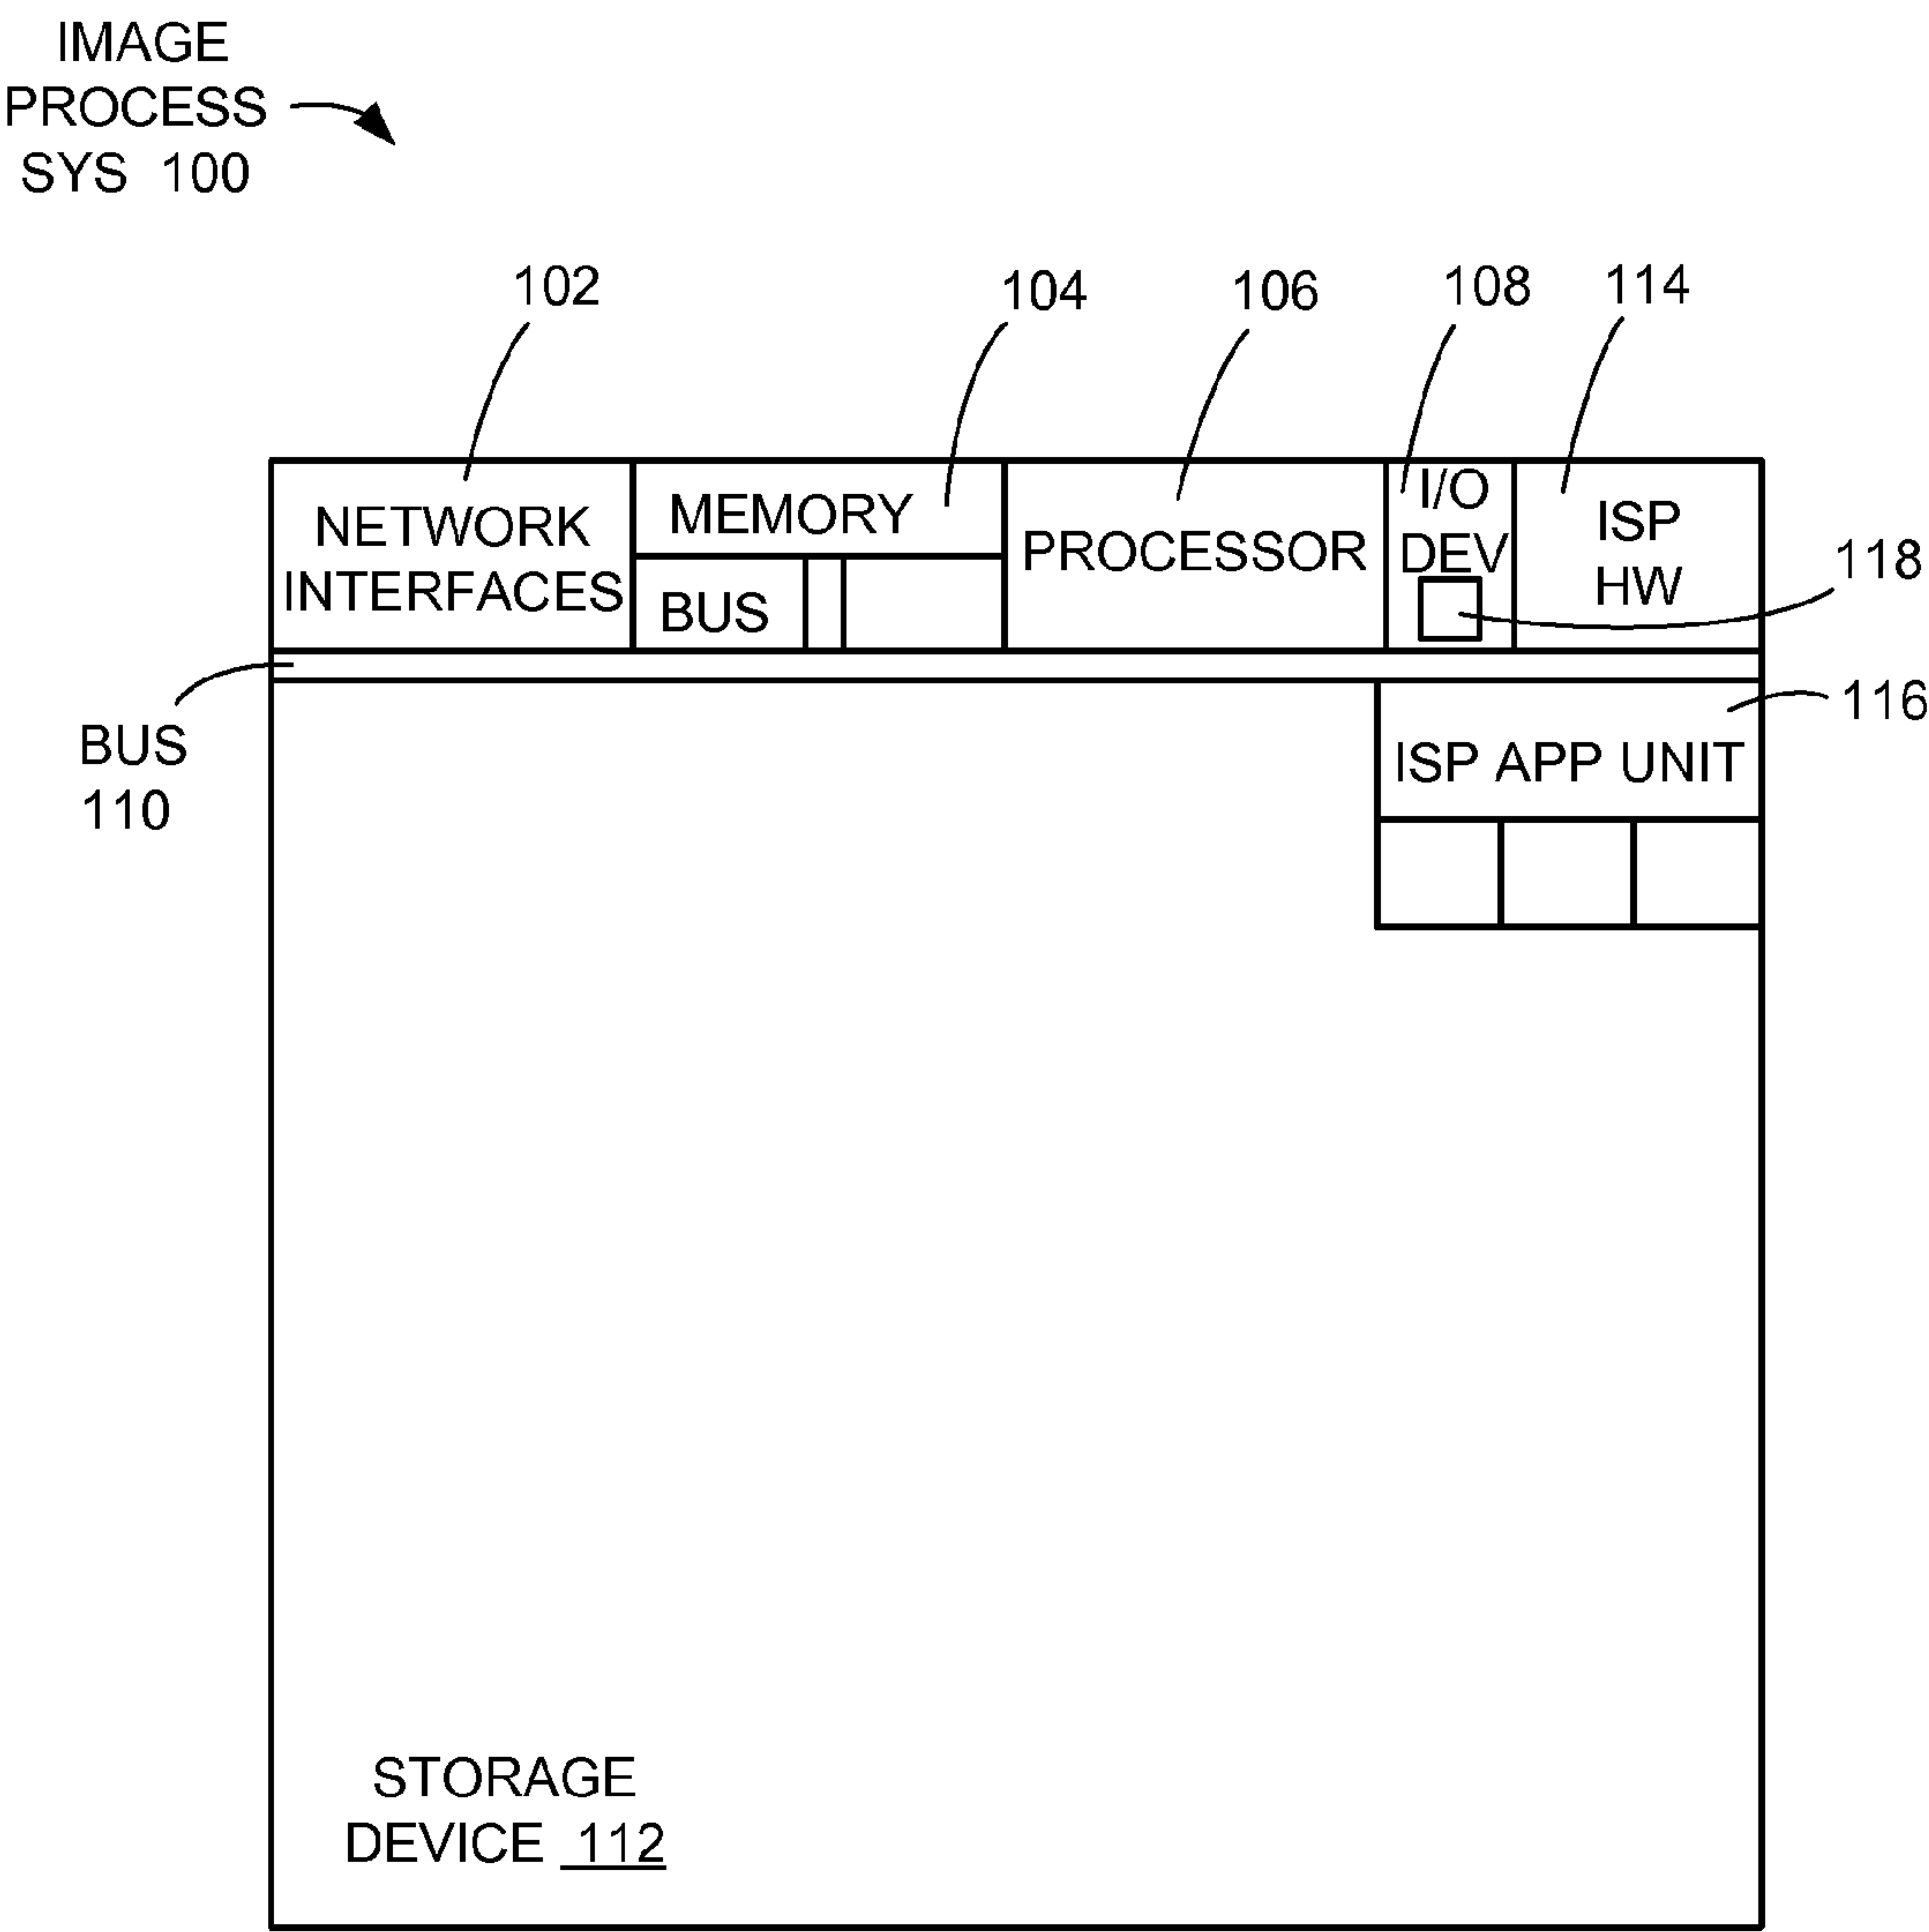 IMAGE
PROCESS
SYS 100
102
104
106
108
114
NETWORK
INTERFACES
MEMORY
BUS
PROCESSOR
I/O
DEV
ISP
HW
118
116
BUS
110
ISP APP UNIT
STORAGE
DEVICE 112